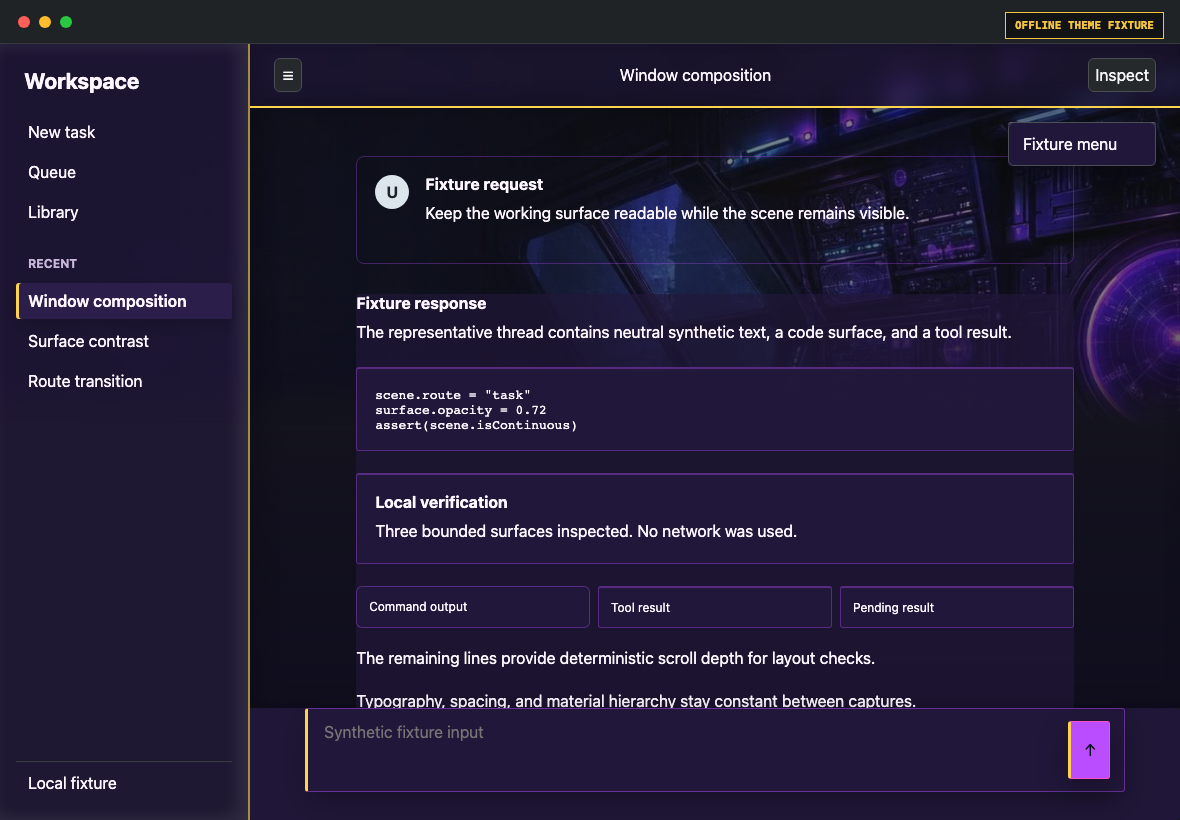 OFFLINE THEME FIXTURE
Workspace
New task
Queue
Library
RECENT
Window composition
Surface contrast
Route transition
Local fixture
Window composition
Inspect
Fixture menu
U
Fixture request
Keep the working surface readable while the scene remains visible.
Fixture response
The representative thread contains neutral synthetic text, a code surface, and a tool result.
scene.route = "task"
surface.opacity = 0.72
assert(scene.isContinuous)
Local verification
Three bounded surfaces inspected. No network was used.
Command output
Tool result
Pending result
The remaining lines provide deterministic scroll depth for layout checks.
Typography, spacing, and material hierarchy stay constant between captures.
Synthetic fixture input